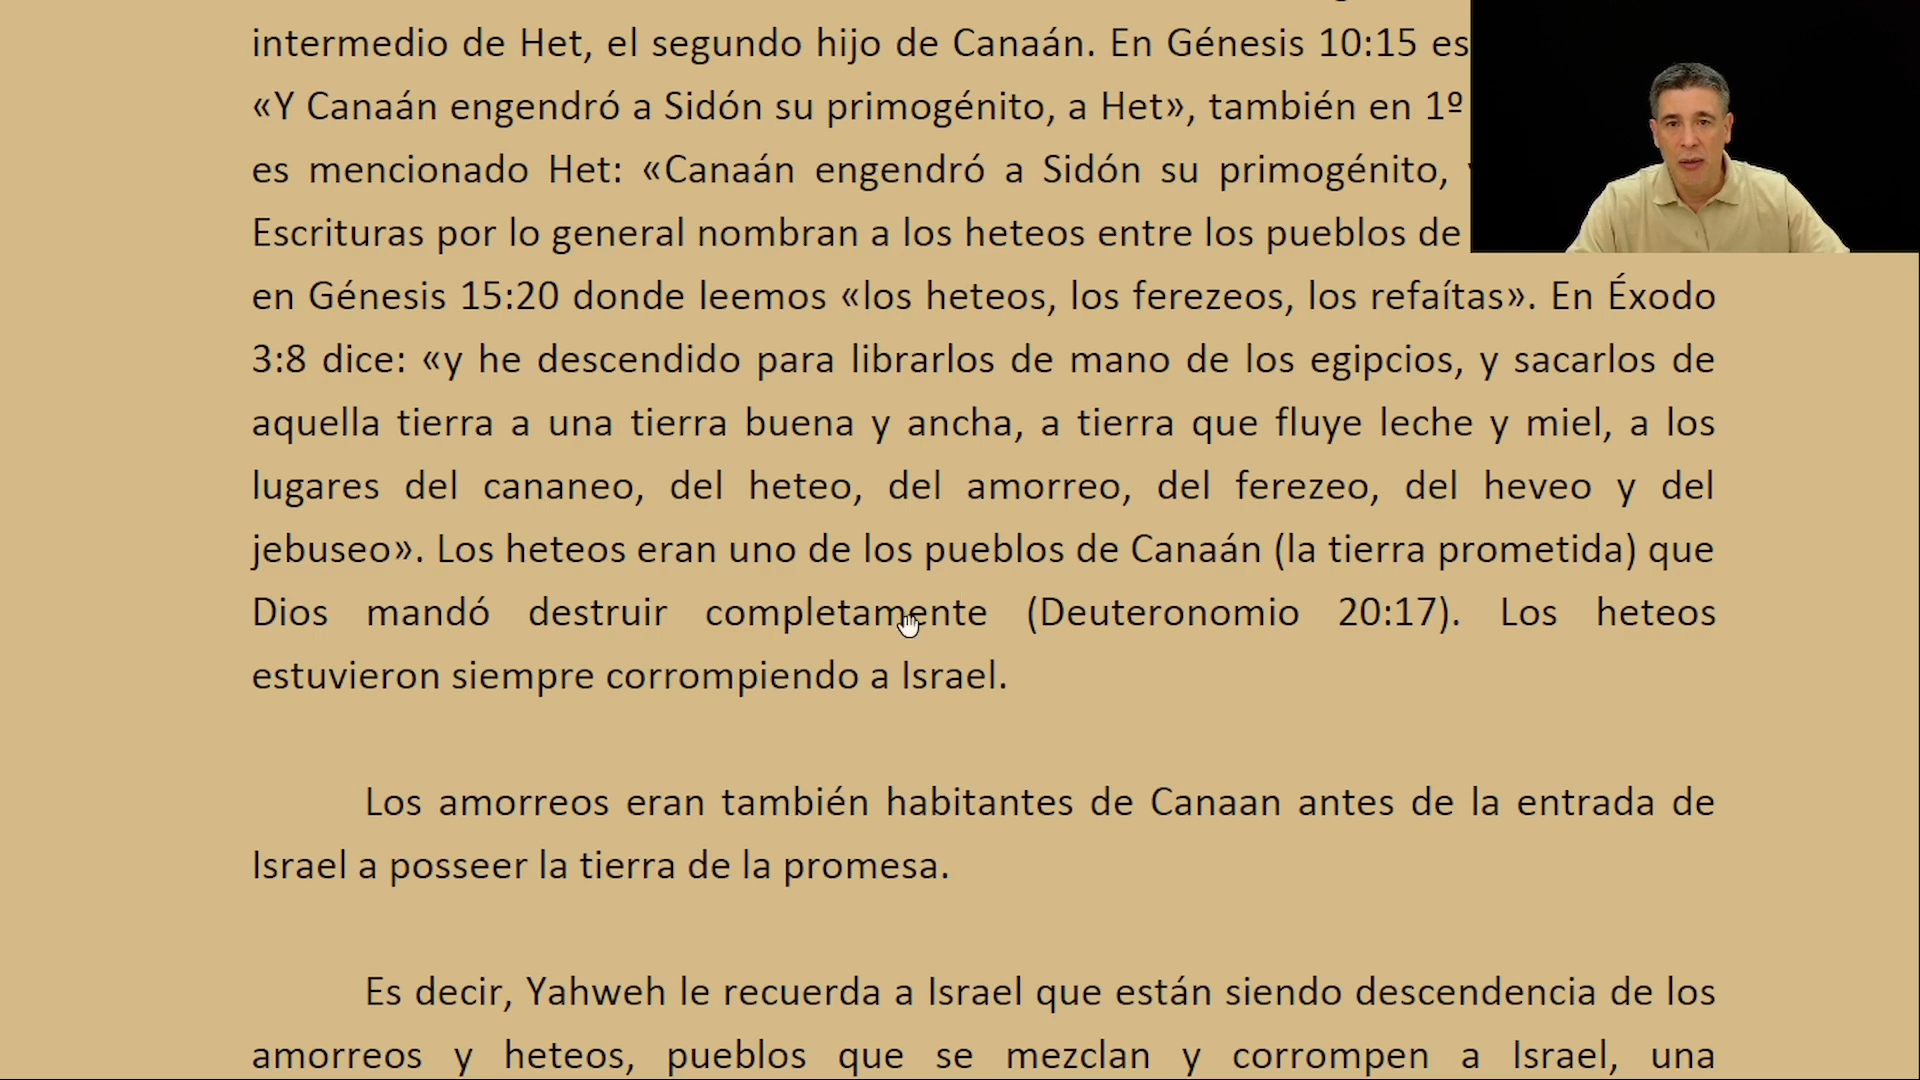 intermedio de Het, el segundo hijo de Canaán. En Génesis 10:15 es
«Y Canaán engendró a Sidón su primogénito, a Het», también en 1º
es mencionado Het: «Canaán engendró a Sidón su primogénito,
Escrituras por lo general nombran a los heteos entre los pueblos de
en Génesis 15:20 donde leemos «los heteos, los ferezeos, los refaítas». En Éxodo
3:8 dice: «y he descendido para librarlos de mano de los egipcios, y sacarlos de
aquella tierra a una tierra buena y ancha, a tierra que fluye leche y miel, a los
lugares del cananeo, del heteo, del amorreo, del ferezeo, del heveo y del
jebuseo». Los heteos eran uno de los pueblos de Canaán (la tierra prometida) que
Dios mandó destruir completamente (Deuteronomio 20:17). Los heteos
estuvieron siempre corrompiendo a Israel.
Los amorreos eran también habitantes de Canaan antes de la entrada de
Israel a posseer la tierra de la promesa.
Es decir, Yahweh le recuerda a Israel que están siendo descendencia de los
amorreos y heteos, pueblos que se mezclan y corrompen a Israel, una